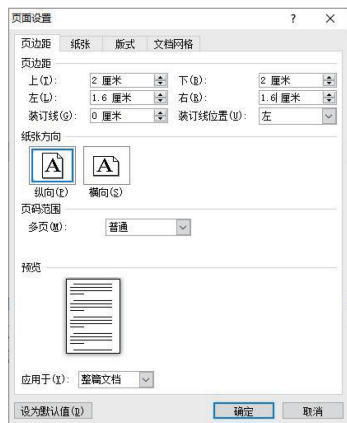 页面设置 ? ×
页边距 纸张 版式 文档网格
页边距
上(T): 2 厘米 下(B): 2 厘米
左(L): 1.6 厘米 右(R): 1.6 厘米
装订线(G): 0 厘米 装订线位置(U): 左
纸张方向
A A
纵向(P) 横向(S)
页码范围
多页(M): 普通
预览
应用于(Y): 整篇文档
设为默认值(D) 确定 取消